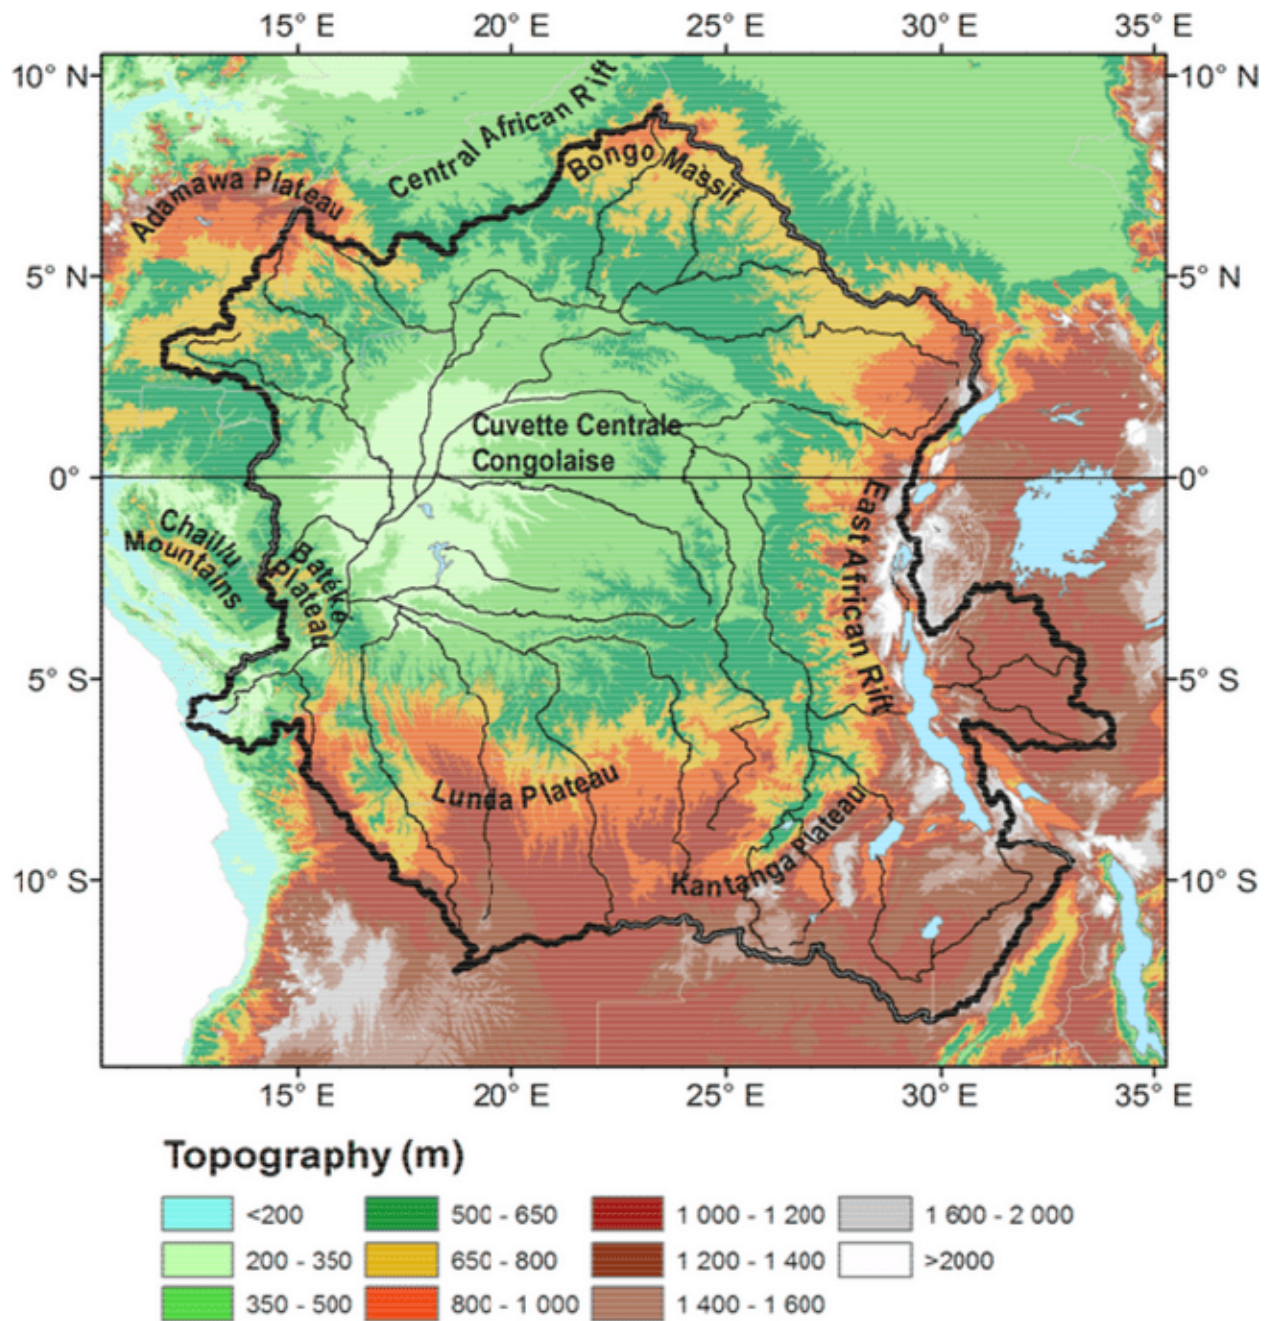 15° E 20° E 25° E 30° E 35° E
10° N 10° N
Central African Rift
Bongo Massif
Adamawa Plateau
5° N 5° N
Cuvette Centrale
Congolaise
0° 0°
Chaillu
Mountains
Batéké
Plateau
East African Rift
5° S 5° S
Lunda Plateau
Kantanga Plateau
10° S 10° S
15° E 20° E 25° E 30° E 35° E
Topography (m)
<200 500 - 650 1 000 - 1 200 1 600 - 2 000
200 - 350 650 - 800 1 200 - 1 400 >2000
350 - 500 800 - 1 000 1 400 - 1 600